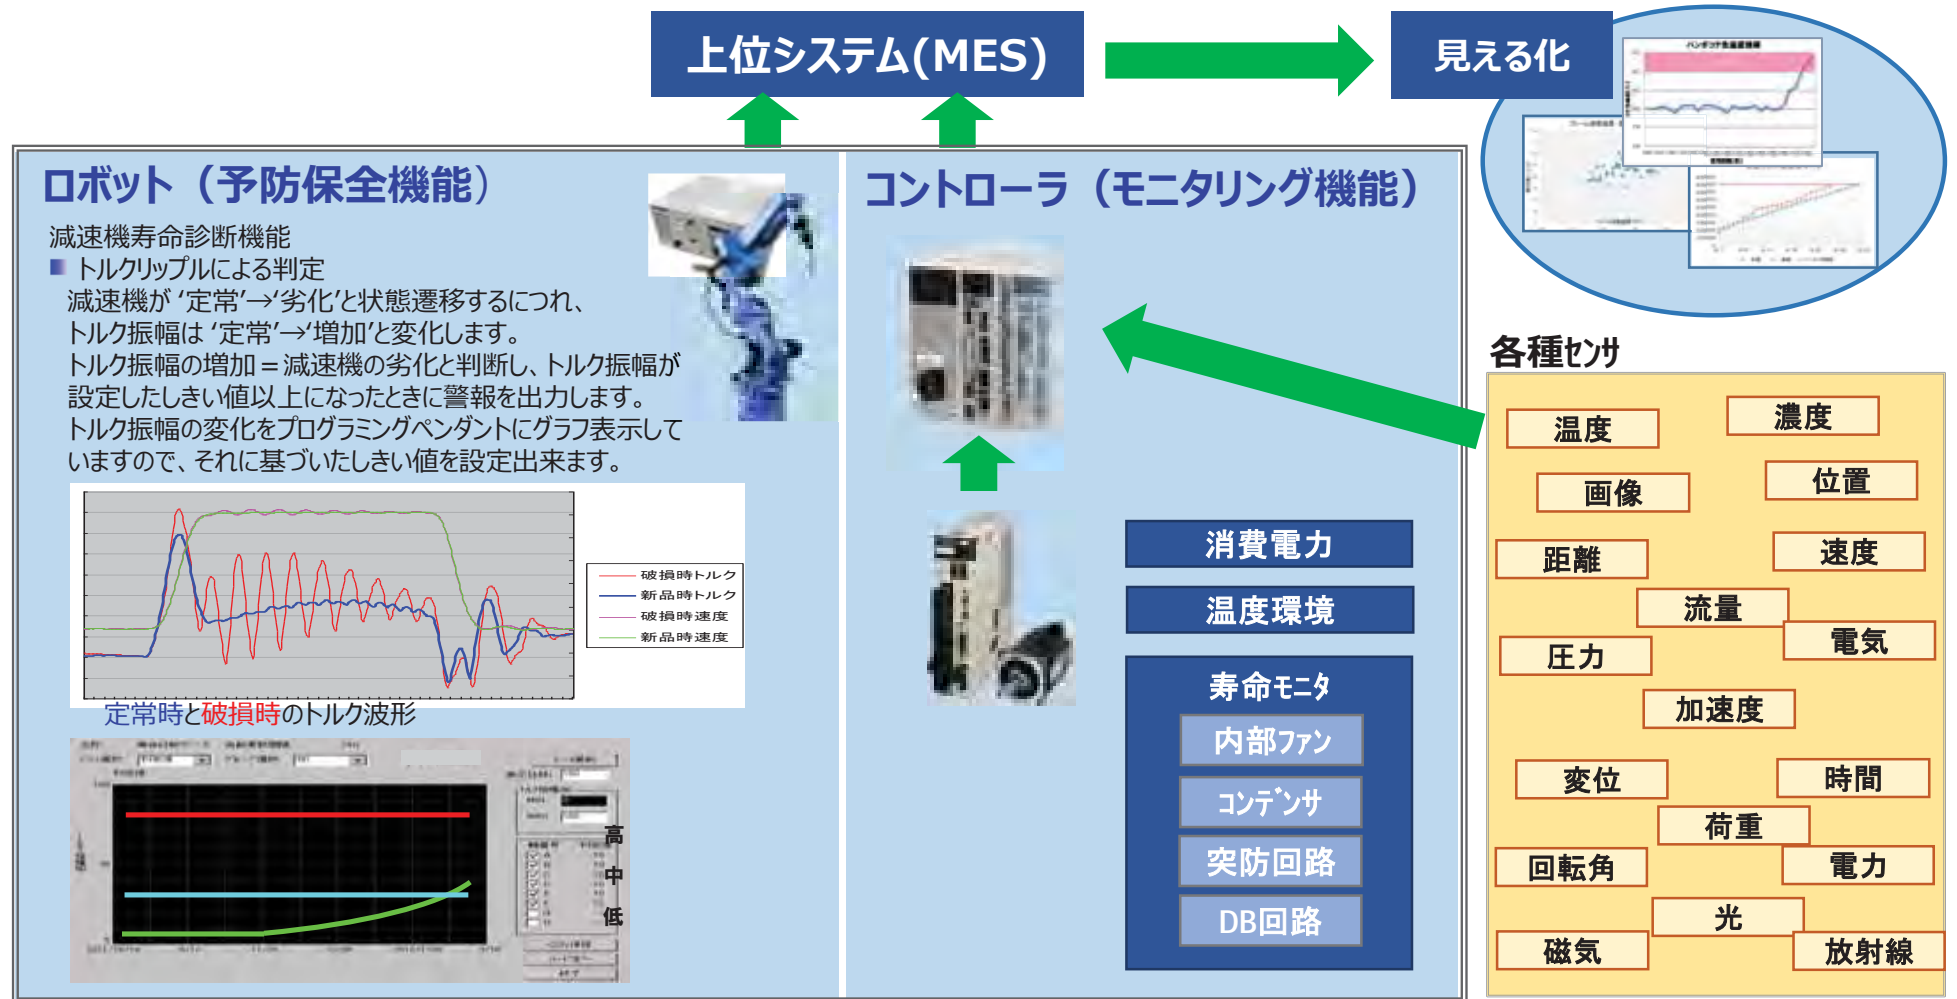 上位システム(MES)
見える化
ロボット（予防保全機能）
減速機寿命診断機能
トルクリップルによる判定
減速機が ‘定常’→‘劣化’と状態遷移するにつれ、
トルク振幅は ‘定常’→‘増加’と変化します。
トルク振幅の増加＝減速機の劣化と判断し、トルク振幅が
設定したしきい値以上になったときに警報を出力します。
トルク振幅の変化をプログラミングペンダントにグラフ表示して
いますので、それに基づいたしきい値を設定出来ます。
破損時トルク
新品時トルク
破損時速度
新品時速度
定常時と破損時のトルク波形
高
中
低
コントローラ（モニタリング機能）
消費電力
温度環境
寿命モニタ
内部ファン
コンデンサ
突防回路
DB回路
各種センサ
温度
濃度
画像
位置
距離
速度
流量
圧力
電気
加速度
変位
時間
荷重
回転角
電力
光
磁気
放射線